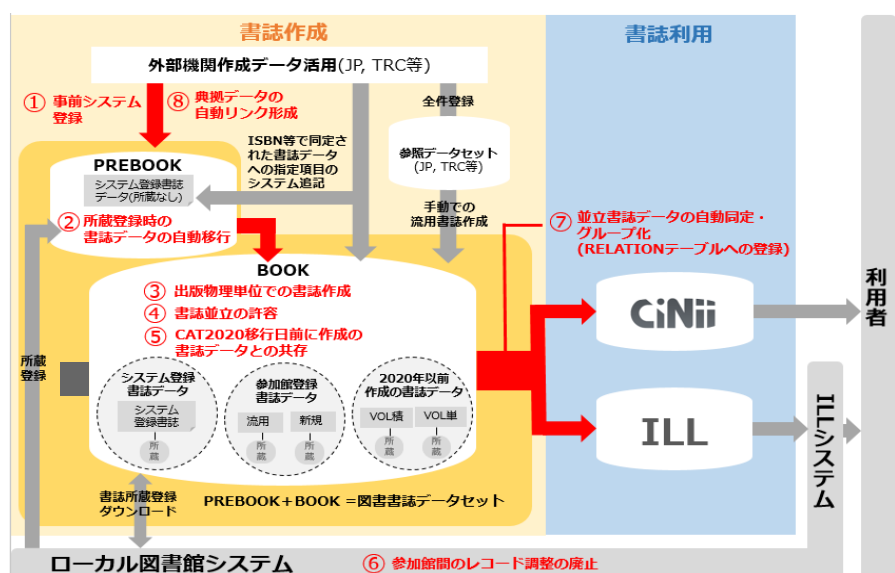 書誌作成
書誌利用
外部機関作成データ活用(JP, TRC等)
① 事前システム
登録
⑧ 典拠データの
自動リンク形成
ISBN等で同定さ
れた書誌データ
への指定項目の
システム追記
全件登録
参照データセット
(JP, TRC等)
手動での
流用書誌作成
PREBOOK
システム登録書誌
データ(所蔵なし)
② 所蔵登録時の
書誌データの自動移行
⑦ 並立書誌データの自動同定・
グループ化
(RELATIONテーブルへの登録)
BOOK
③ 出版物理単位での書誌作成
④ 書誌並立の許容
⑤ CAT2020移行日前に作成の
書誌データとの共存
システム登録
書誌データ
システム
登録書誌
所
蔵
参加館登録
書誌データ
流用
新規
所
蔵
所
蔵
2020年以前
作成の書誌データ
VOL積
VOL単
所
蔵
所
蔵
CiNii
ILL
利用者
ILLシステム
所蔵
登録
書誌所蔵登録
ダウンロード
PREBOOK+BOOK =図書書誌データセット
ローカル図書館システム
⑥ 参加館間のレコード調整の廃止